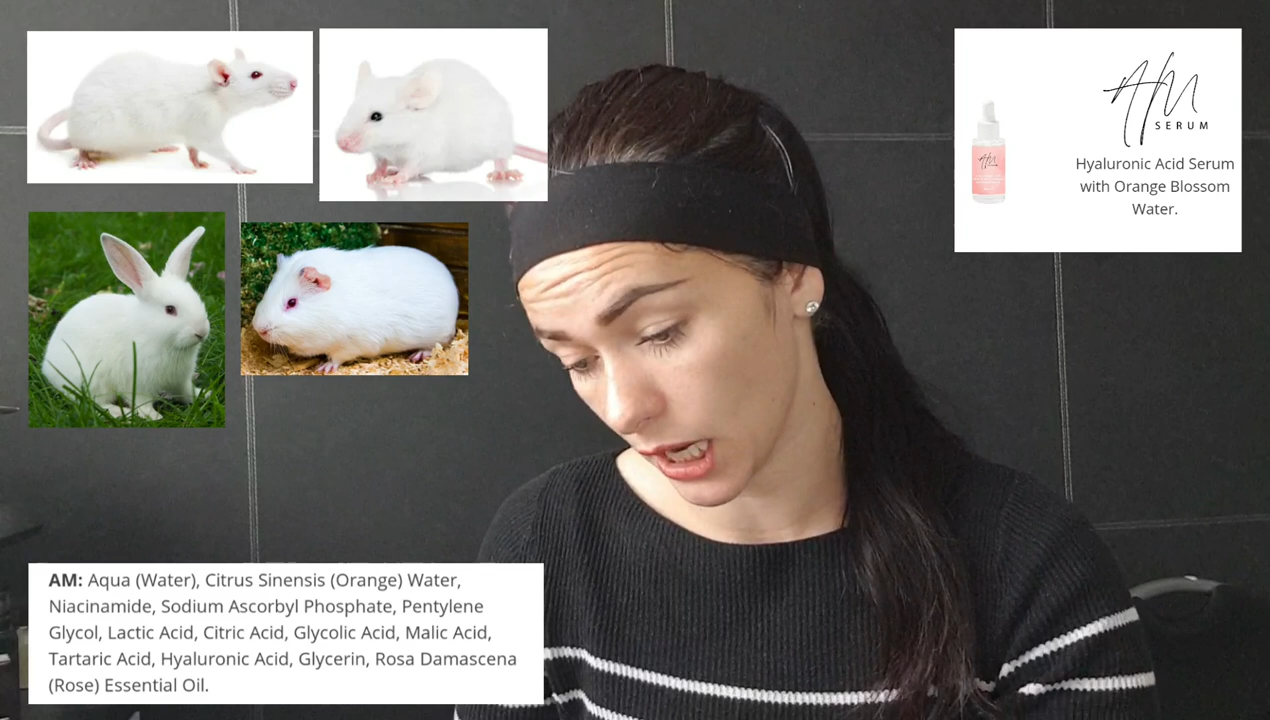 AM
SERUM
Hyaluronic Acid Serum
with Orange Blossom
Water.
AM
AM: Aqua (Water), Citrus Sinensis (Orange) Water,
Niacinamide, Sodium Ascorbyl Phosphate, Pentylene
Glycol, Lactic Acid, Citric Acid, Glycolic Acid, Malic Acid,
Tartaric Acid, Hyaluronic Acid, Glycerin, Rosa Damascena
(Rose) Essential Oil.